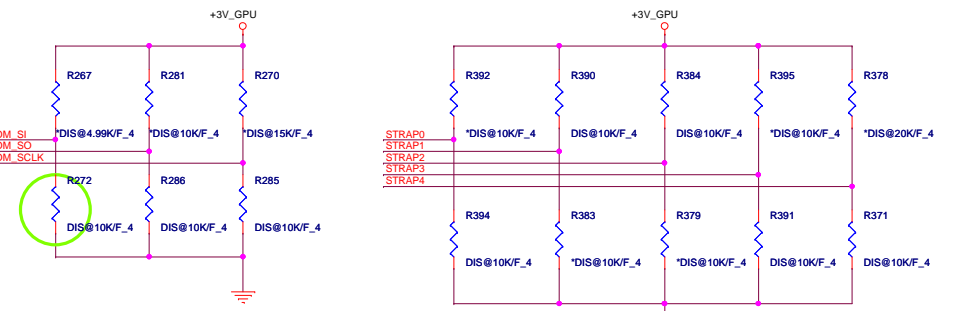 +3V_GPU
+3V_GPU
R267
R281
R270
R392
R390
R384
R395
R378
*DIS@4.99K/F_4
*DIS@10K/F_4
*DIS@15K/F_4
*DIS@10K/F_4
DIS@10K/F_4
DIS@10K/F_4
*DIS@10K/F_4
*DIS@20K/F_4
OM_SI
OM_SO
OM_SCLK
STRAP0
STRAP1
STRAP2
STRAP3
STRAP4
R272
R286
R285
DIS@10K/F_4
DIS@10K/F_4
DIS@10K/F_4
R394
R383
R379
R391
R371
DIS@10K/F_4
*DIS@10K/F_4
*DIS@10K/F_4
DIS@10K/F_4
DIS@10K/F_4